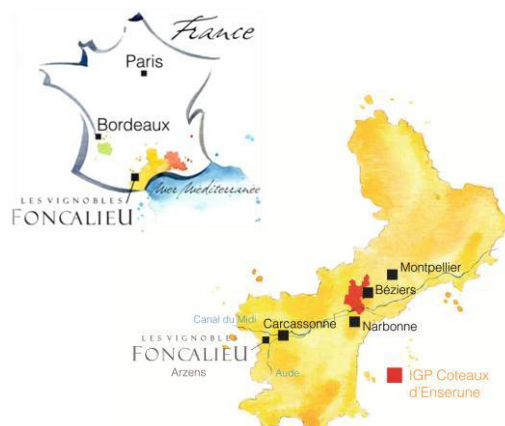 France
Paris
Bordeaux
Mer Méditerranée
LES VIGNOBLES
FONCALIEU
Montpellier
Béziers
Canal du Midi
Carcassonne
Narbonne
LES VIGNOBLES
FONCALIEU
Arzens
Aude
IGP Coteaux
d'Enserune